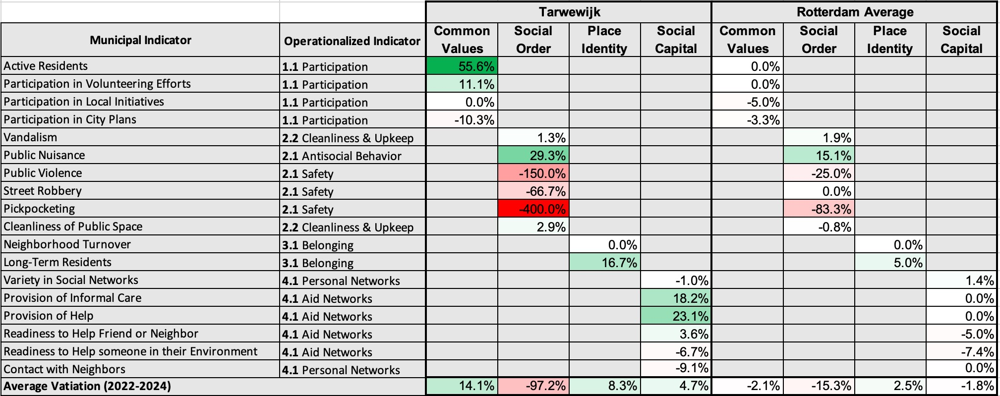 Tarwewijk Rotterdam Average
Municipal Indicator Operationalized Indicator Common Values Social Order Place Identity Social Capital Common Values Social Order Place Identity Social Capital
Active Residents 1.1 Participation 55.6% 0.0%
Participation in Volunteering Efforts 1.1 Participation 11.1% 0.0%
Participation in Local Initiatives 1.1 Participation 0.0% -5.0%
Participation in City Plans 1.1 Participation -10.3% -3.3%
Vandalism 2.2 Cleanliness & Upkeep 1.3% 1.9%
Public Nuisance 2.1 Antisocial Behavior 29.3% 15.1%
Public Violence 2.1 Safety -150.0% -25.0%
Street Robbery 2.1 Safety -66.7% 0.0%
Pickpocketing 2.1 Safety -400.0% -83.3%
Cleanliness of Public Space 2.2 Cleanliness & Upkeep 2.9% -0.8%
Neighborhood Turnover 3.1 Belonging 0.0% 0.0%
Long-Term Residents 3.1 Belonging 16.7% 5.0%
Variety in Social Networks 4.1 Personal Networks -1.0% 1.4%
Provision of Informal Care 4.1 Aid Networks 18.2% 0.0%
Provision of Help 4.1 Aid Networks 23.1% 0.0%
Readiness to Help Friend or Neighbor 4.1 Aid Networks 3.6% -5.0%
Readiness to Help someone in their Environment 4.1 Aid Networks -6.7% -7.4%
Contact with Neighbors 4.1 Personal Networks -9.1% 0.0%
Average Vatiation (2022-2024) 14.1% -97.2% 8.3% 4.7% -2.1% -15.3% 2.5% -1.8%